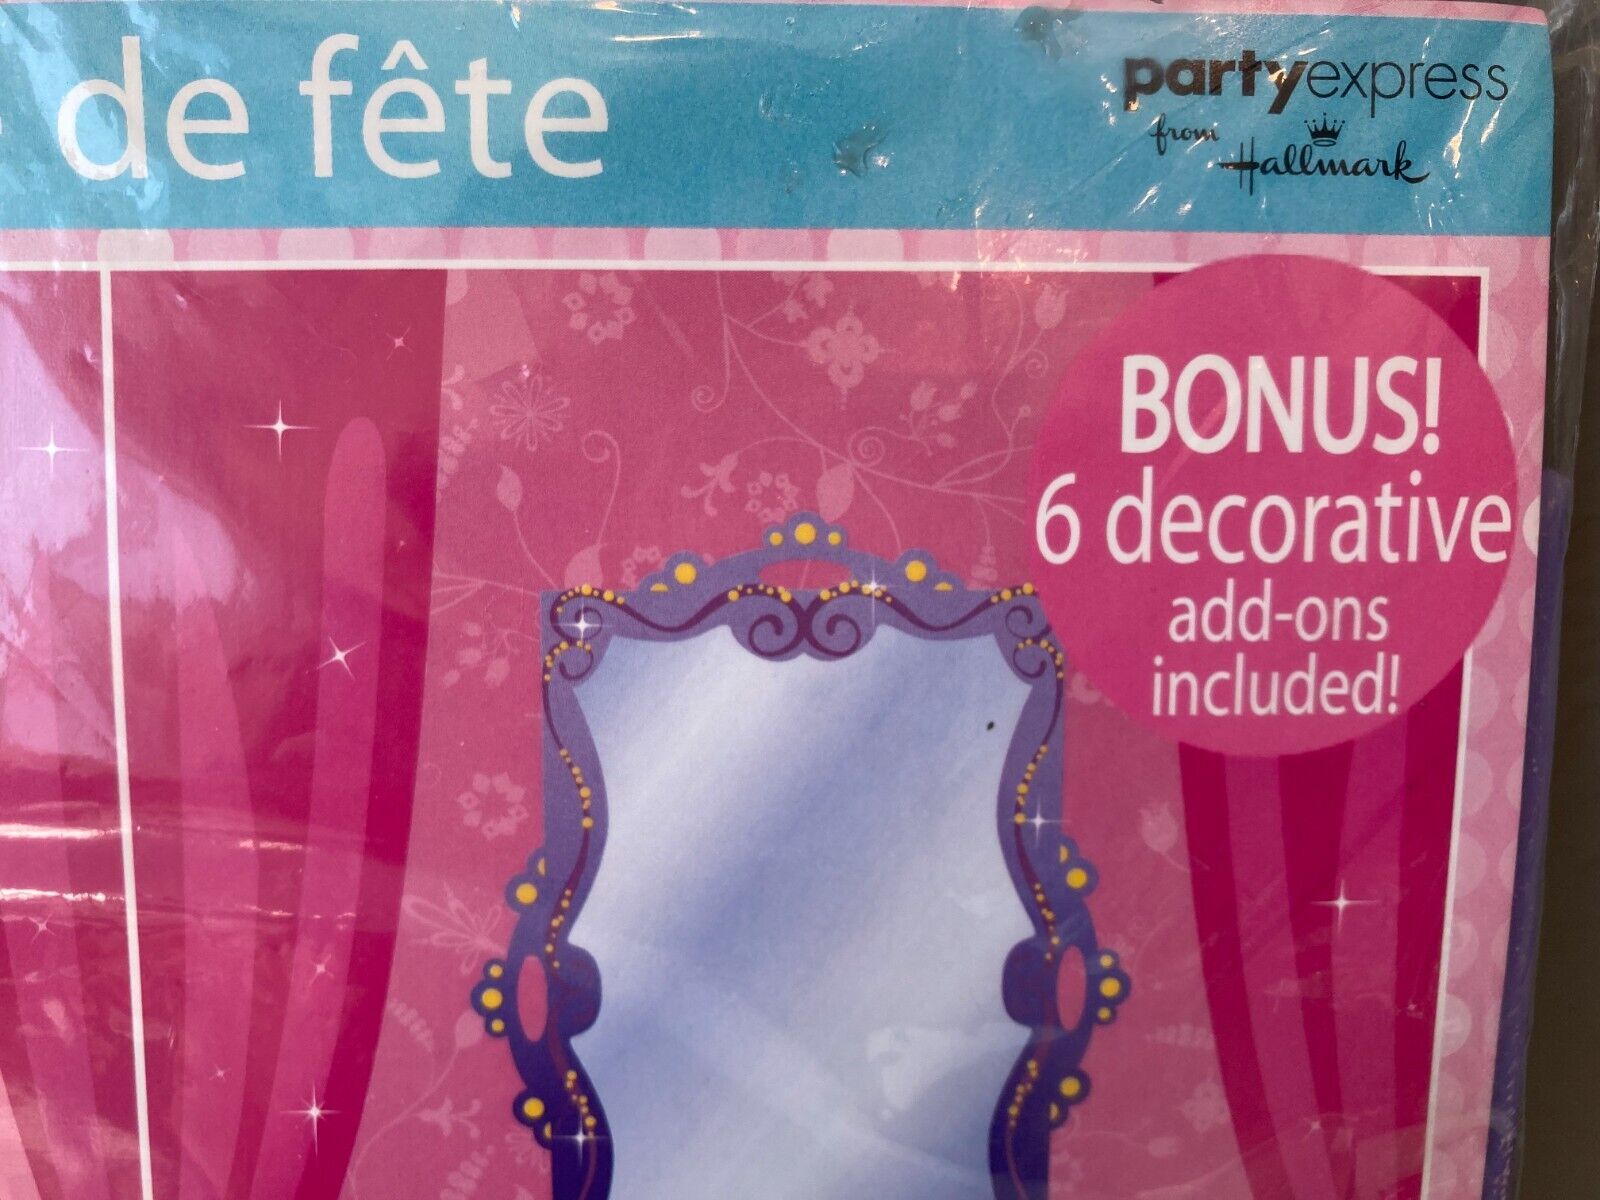 de fête
partyexpress
from Hallmark
BONUS!
6 decorative
add-ons
included!